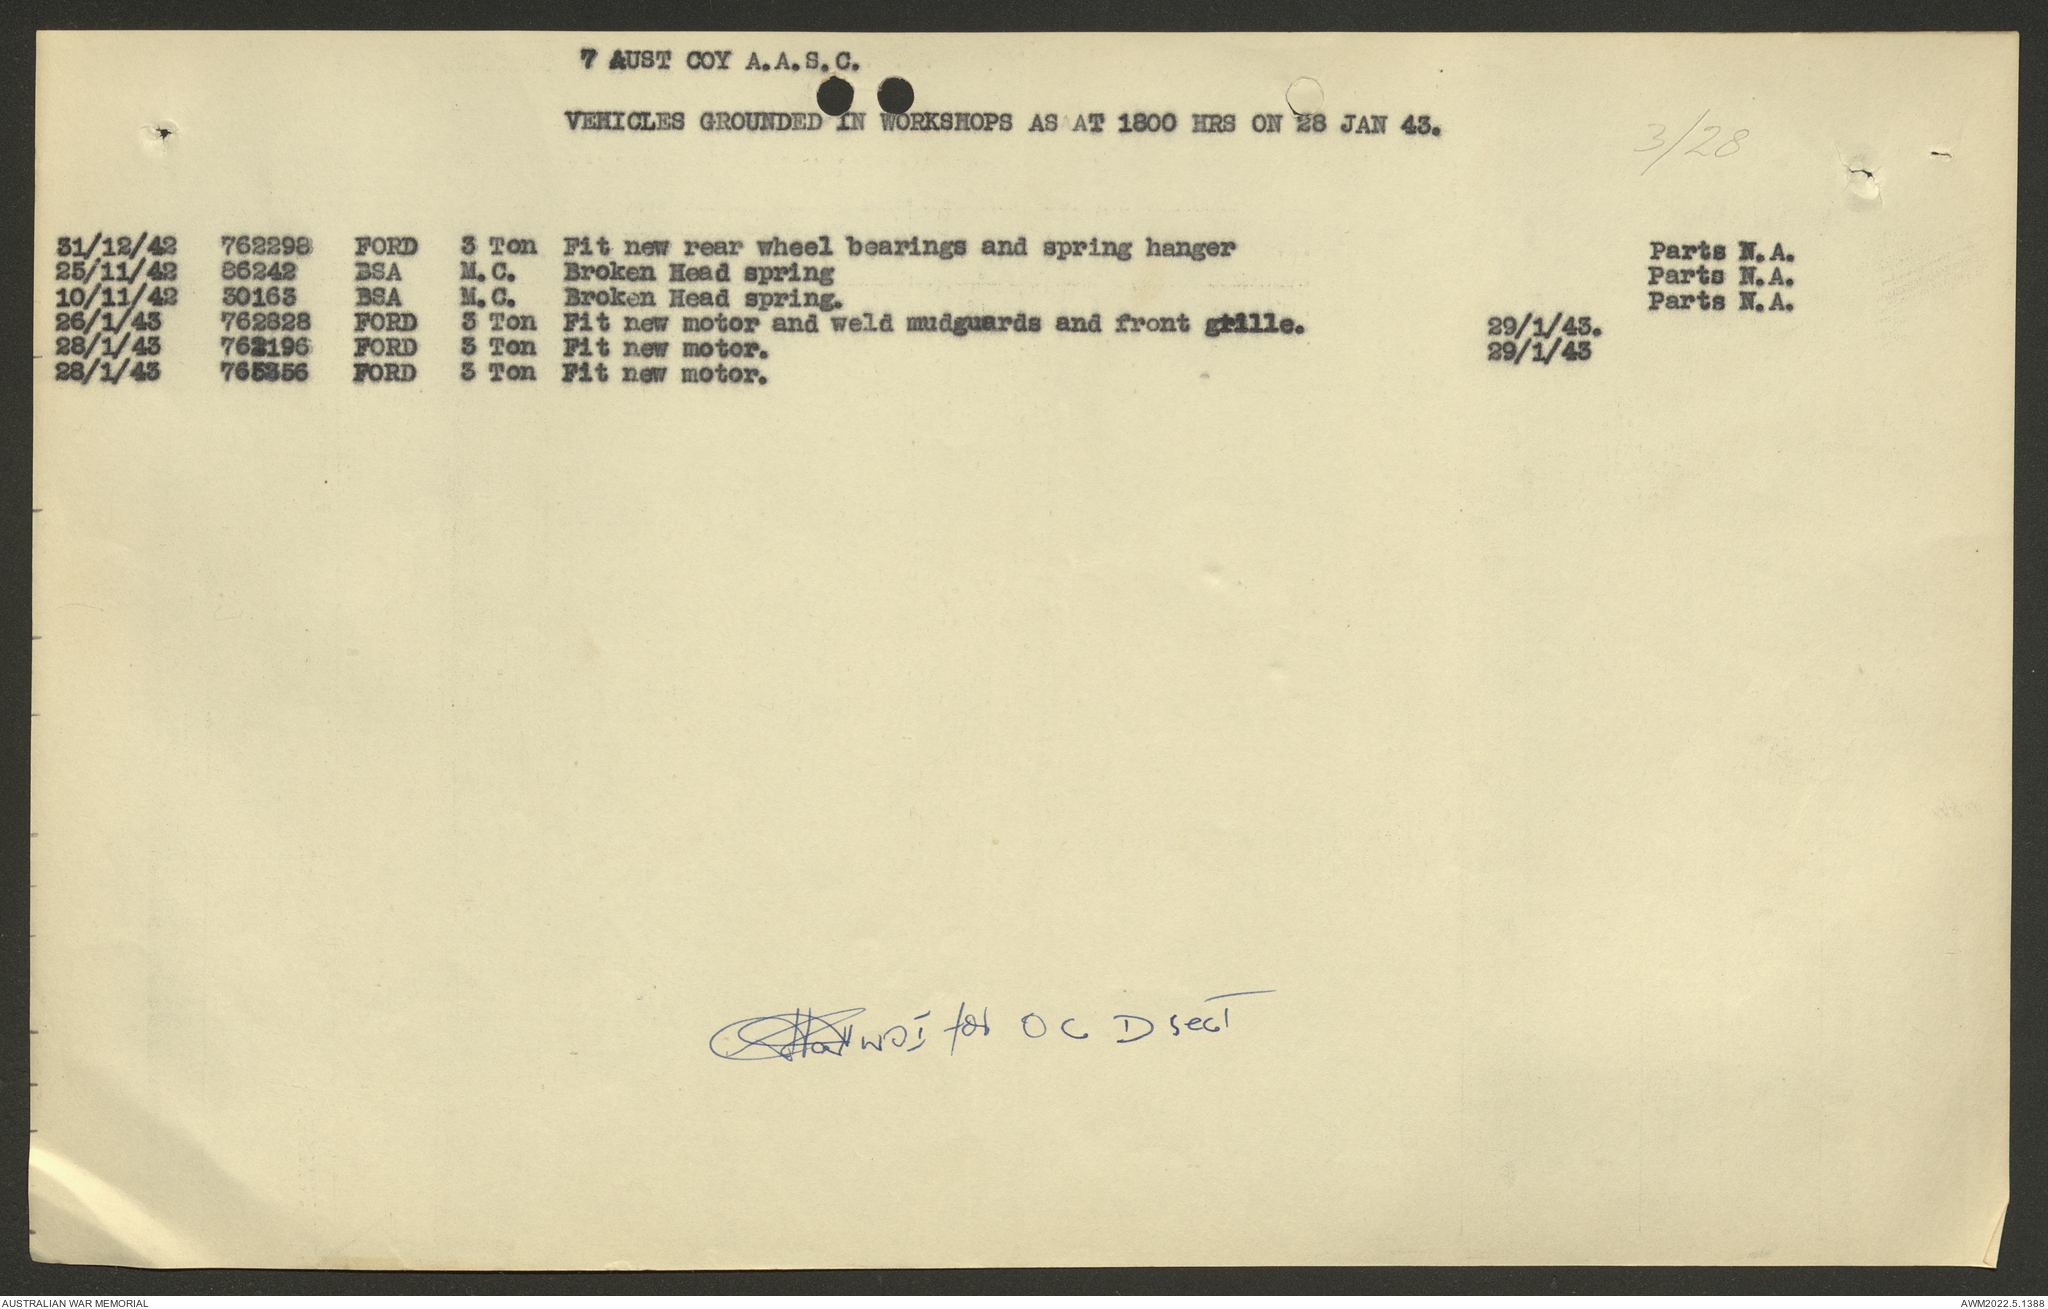 7 AUST COY A.A.S.C.
VEHICLES GROUNDED IN WORKSHOPS AS AT 1800 HRS ON 28 JAN 43.
3/28
31/12/42 762298 FORD 3 Ton Fit new rear wheel bearings and spring hanger Parts N.A.
25/11/42 86242 BSA M.C. Broken Head spring Parts N.A.
10/11/42 30163 BSA M.C. Broken Head spring. Parts N.A.
26/1/43 762828 FORD 3 Ton Fit new motor and weld mudguards and front grille. 29/1/43.
28/1/43 762196 FORD 3 Ton Fit new motor. 29/1/43
28/1/43 765356 FORD 3 Ton Fit new motor.
WOI for OC D sect
AUSTRALIAN WAR MEMORIAL
AWM2022.5.1388